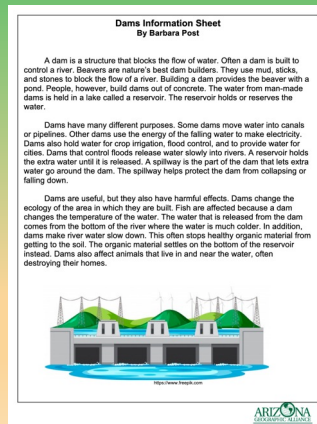 Dams Information Sheet
By Barbara Post
A dam is a structure that blocks the flow of water. Often a dam is built to
control a river. Beavers are nature's best dam builders. They use mud, sticks,
and stones to block the flow of a river. Building a dam provides the beaver with a
pond. People, however, build dams out of concrete. The water from man-made
dams is held in a lake called a reservoir. The reservoir holds or reserves the
water.
Dams have many different purposes. Some dams move water into canals
or pipelines. Other dams use the energy of the falling water to make electricity.
Dams also hold water for crop irrigation, flood control, and to provide water for
cities. Dams that control floods release water slowly into rivers. A reservoir holds
the extra water until it is released. A spillway is the part of the dam that lets extra
water go around the dam. The spillway helps protect the dam from collapsing or
falling down.
Dams are useful, but they also have harmful effects. Dams change the
ecology of the area in which they are built. Fish are affected because a dam
changes the temperature of the water. The water that is released from the dam
comes from the bottom of the river where the water is much colder. In addition,
dams make river water slow down. This often stops healthy organic material from
getting to the soil. The organic material settles on the bottom of the reservoir
instead. Dams also affect animals that live in and near the water, often
destroying their homes.
https://www.freepik.com
ARIZONA
GEOGRAPHIC ALLIANCE